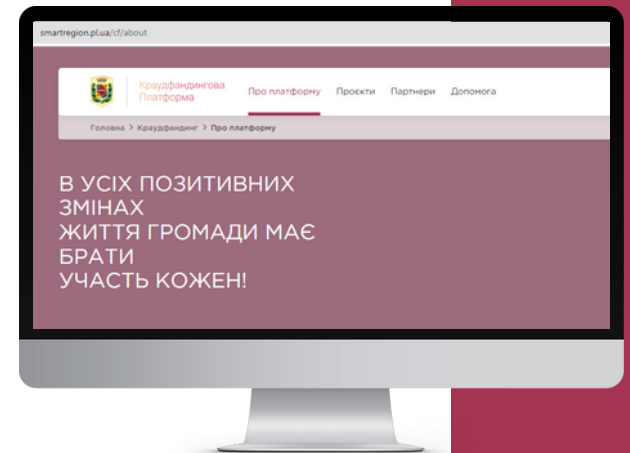 smartregion.pl.ua/cf/about
Краудфандингова
Платформа
Про платформу Проєкти Партнери Допомога
Головна > Краудфандинг > Про платформу
В УСІХ ПОЗИТИВНИХ
ЗМІНАХ
ЖИТТЯ ГРОМАДИ МАЄ
БРАТИ
УЧАСТЬ КОЖЕН!